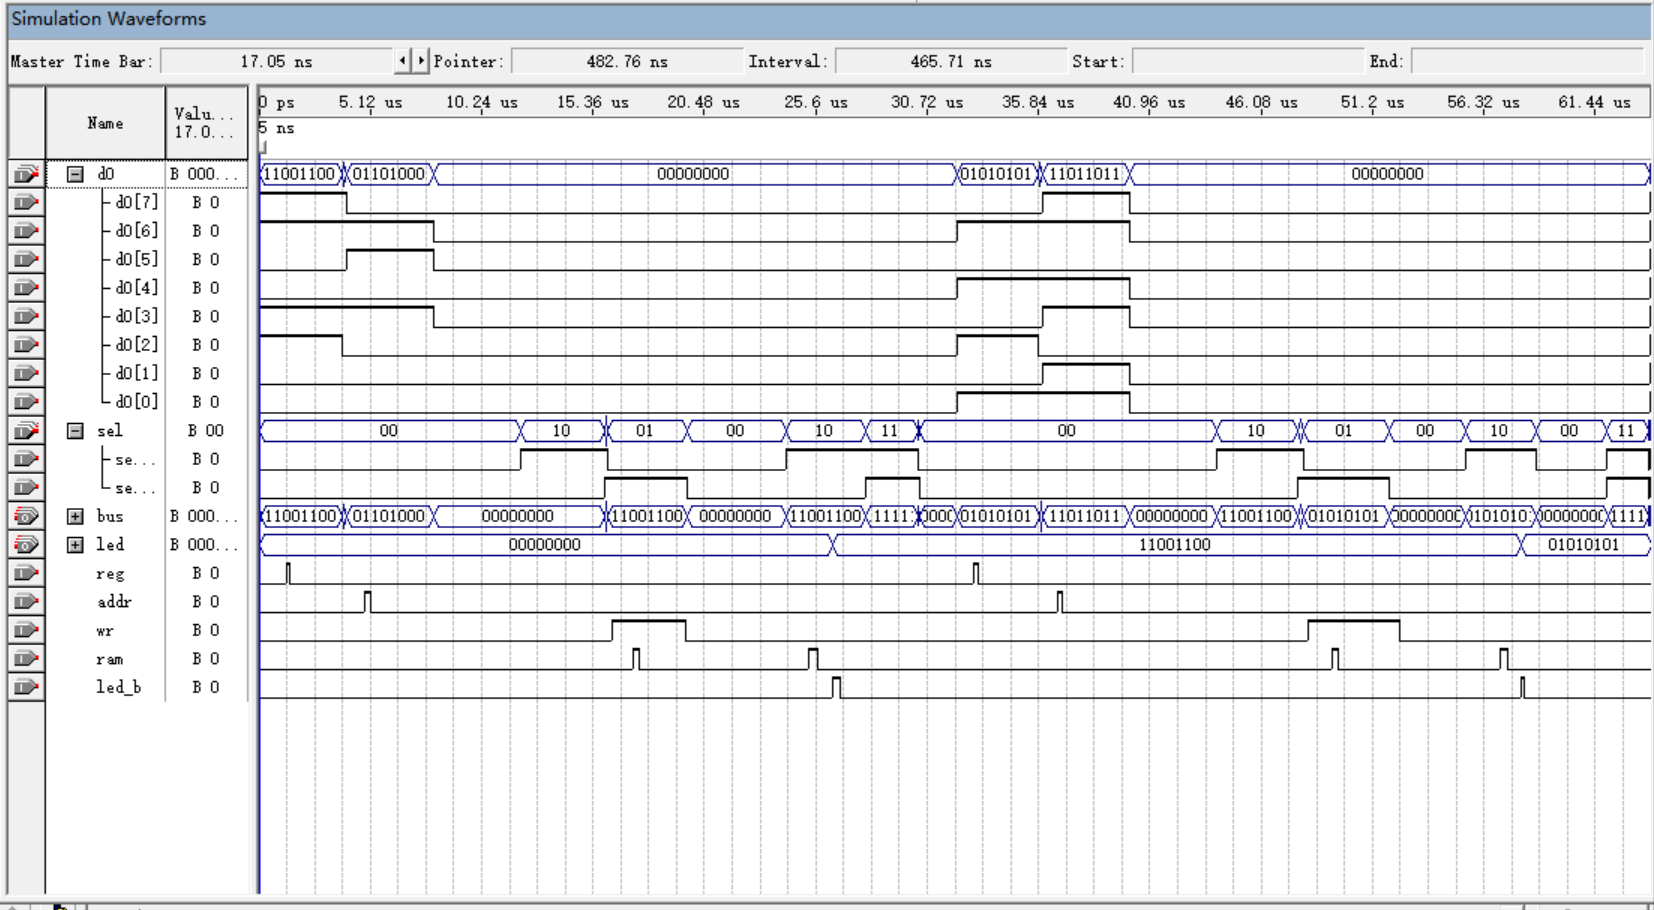 Simulation Waveforms
Master Time Bar: 17.05 ns Pointer: 482.76 ns Interval: 465.71 ns Start: End:
Name Valu... 17.0...
0 ps 5.12 us 10.24 us 15.36 us 20.48 us 25.6 us 30.72 us 35.84 us 40.96 us 46.08 us 51.2 us 56.32 us 61.44 us
5 ns
d0 B 000... 11001100 01101000 00000000 01010101 11011011 00000000
d0[7] B 0
d0[6] B 0
d0[5] B 0
d0[4] B 0
d0[3] B 0
d0[2] B 0
d0[1] B 0
d0[0] B 0
sel B 00 00 10 01 00 10 11 00 10 01 00 10 00 11
se... B 0
se... B 0
bus B 000... 11001100 01101000 00000000 11001100 00000000 11001100 1111 000 01010101 11011011 00000000 11001100 01010101 0000000 101010 0000000 1111
led B 000... 00000000 11001100 01010101
reg B 0
addr B 0
wr B 0
ram B 0
led_b B 0